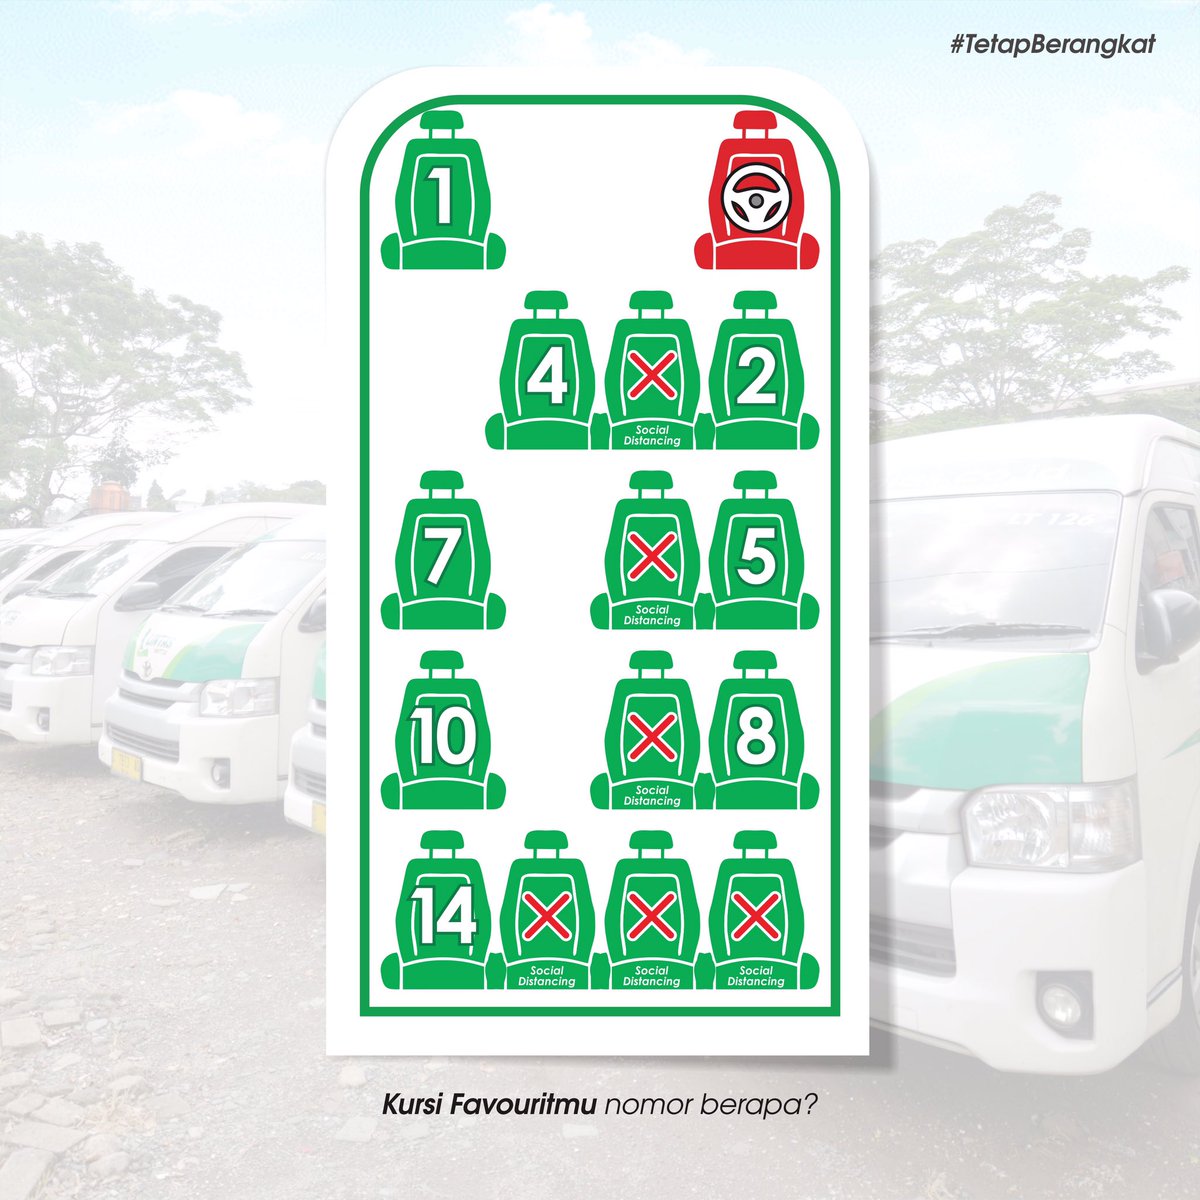 #TetapBerangkat
1
4
2
Social
Distancing
7
5
Social
Distancing
10
8
Social
Distancing
14
Social
Distancing
Social
Distancing
Social
Distancing
Kursi Favouritmu nomor berapa?